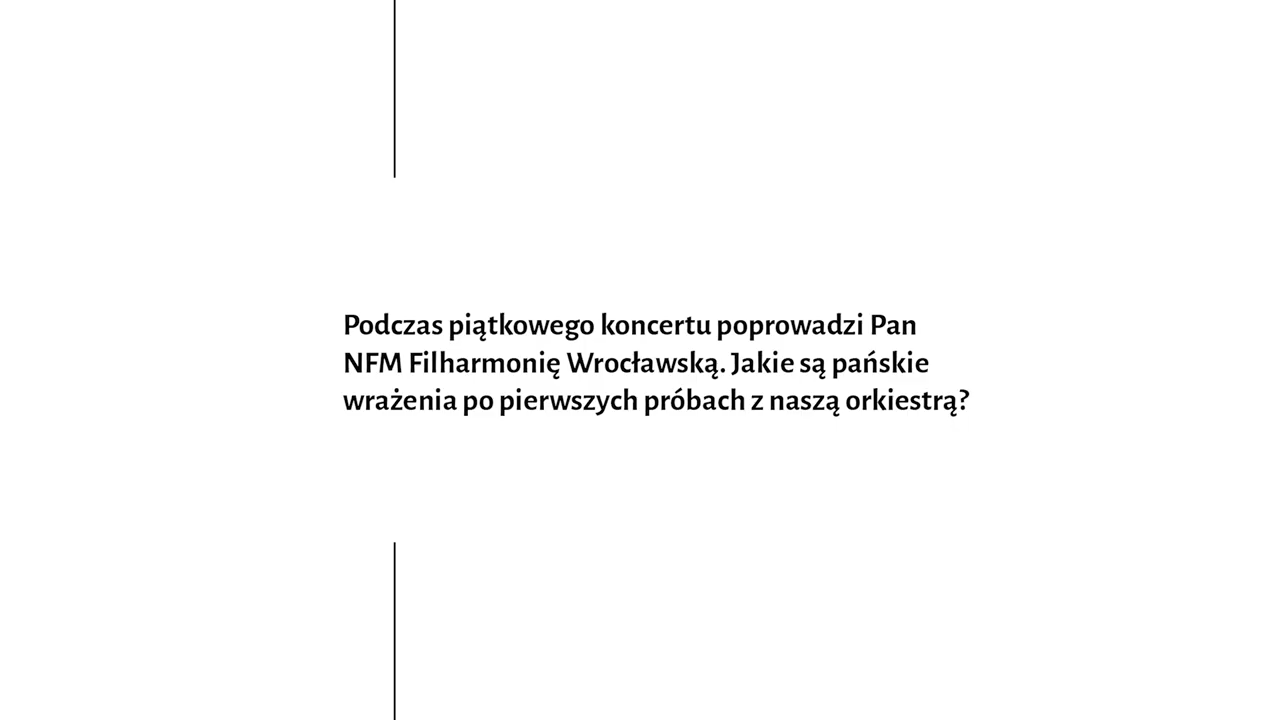 Podczas piątkowego koncertu poprowadzi Pan
NFM Filharmonię Wrocławską. Jakie są pańskie
wrażenia po pierwszych próbach z naszą orkiestrą?